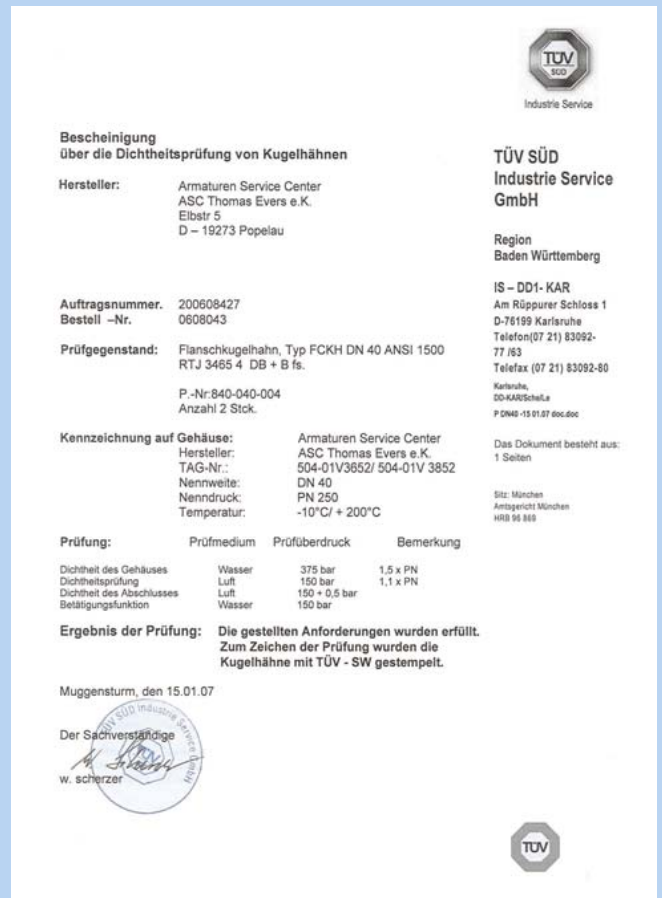 TÜV
SÜD
Industrie Service
Bescheinigung
über die Dichtheitsprüfung von Kugelhähnen
Hersteller: Armaturen Service Center
ASC Thomas Evers e.K.
Elbstr 5
D – 19273 Popelau
TÜV SÜD
Industrie Service
GmbH
Region
Baden Württemberg
IS – DD1- KAR
Am Rüppurer Schloss 1
D-76199 Karlsruhe
Telefon(07 21) 83092-
77 /63
Telefax (07 21) 83092-80
Karlsruhe,
DD-KAR/Sche/Le
P DN40 -15 01.07 doc.doc
Das Dokument besteht aus:
1 Seiten
Sitz: München
Amtsgericht München
HRB 96 869
Auftragsnummer. 200608427
Bestell –Nr. 0608043
Prüfgegenstand: Flanschkugelhahn, Typ FCKH DN 40 ANSI 1500
RTJ 3465 4 DB + B fs.
P.-Nr:840-040-004
Anzahl 2 Stck.
Kennzeichnung auf Gehäuse: Armaturen Service Center
Hersteller: ASC Thomas Evers e.K.
TAG-Nr.: 504-01V3652/ 504-01V 3852
Nennweite: DN 40
Nenndruck: PN 250
Temperatur: -10°C/ + 200°C
Prüfung: Prüfmedium Prüfüberdruck Bemerkung
Dichtheit des Gehäuses Wasser 375 bar 1,5 x PN
Dichtheitsprüfung Luft 150 bar 1,1 x PN
Dichtheit des Abschlusses Luft 150 + 0,5 bar
Betätigungsfunktion Wasser 150 bar
Ergebnis der Prüfung: Die gestellten Anforderungen wurden erfüllt.
Zum Zeichen der Prüfung wurden die
Kugelhähne mit TÜV - SW gestempelt.
Muggensturm, den 15.01.07
Der Sachverständige
TÜV SÜD Industrie Service GmbH
TÜV
w. scherzer
TÜV